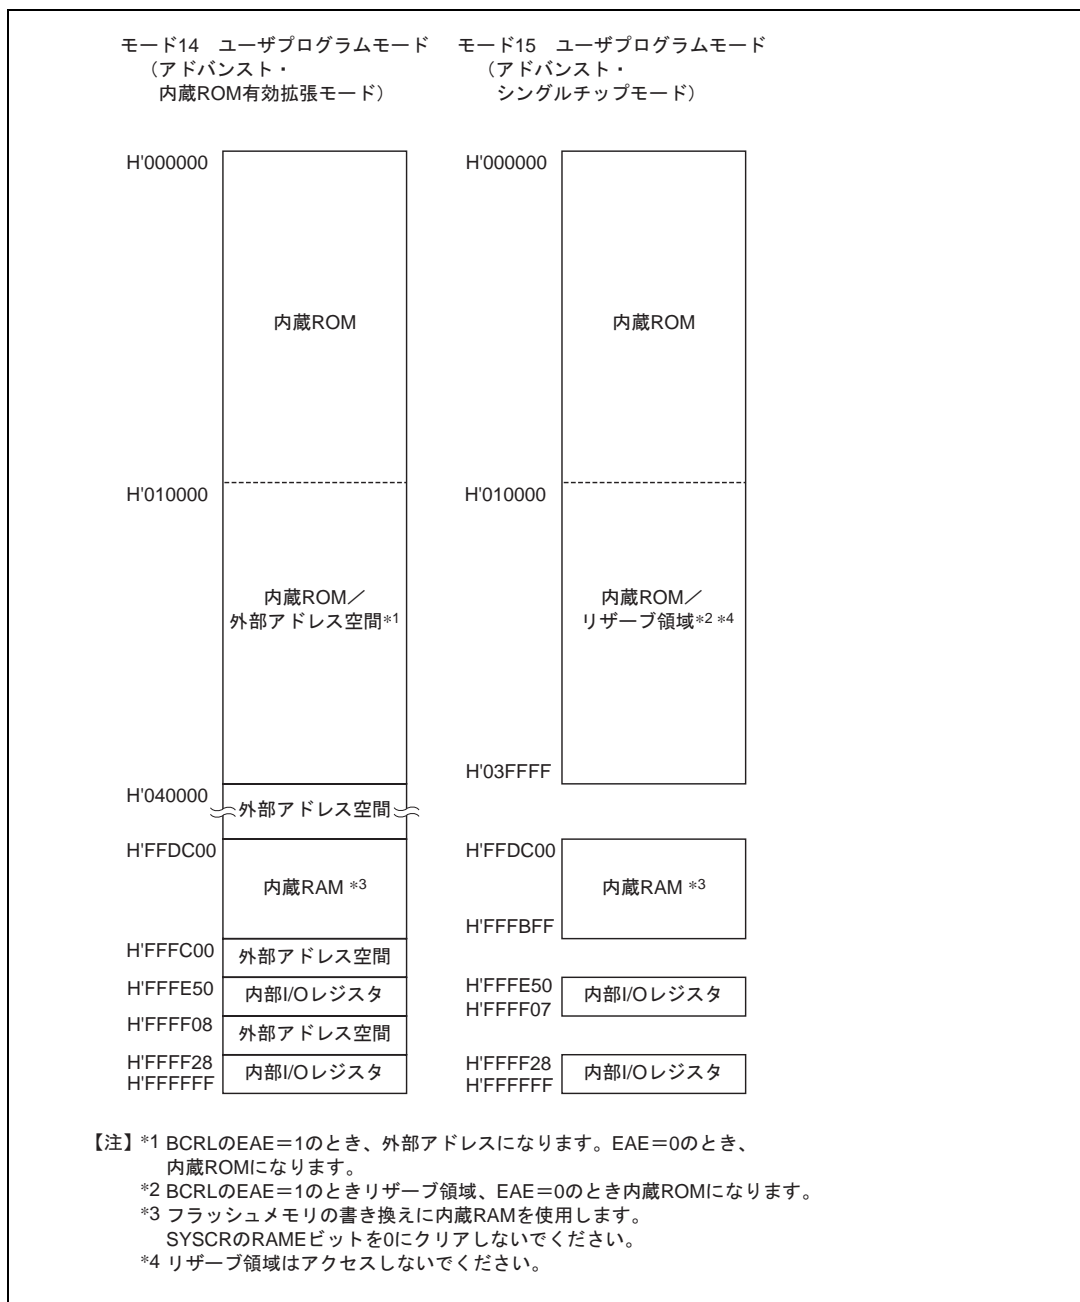 モード14　ユーザプログラムモード
（アドバンスト・
内蔵ROM有効拡張モード）
H'000000
内蔵ROM
H'010000
内蔵ROM／
外部アドレス空間*1
H'040000
外部アドレス空間
H'FFDC00
内蔵RAM *3
H'FFFC00
外部アドレス空間
H'FFFE50
内部I/Oレジスタ
H'FFFF08
外部アドレス空間
H'FFFF28
内部I/Oレジスタ
H'FFFFFF
モード15　ユーザプログラムモード
（アドバンスト・
シングルチップモード）
H'000000
内蔵ROM
H'010000
内蔵ROM／
リザーブ領域*2 *4
H'03FFFF
H'FFDC00
内蔵RAM *3
H'FFFBFF
H'FFFE50
内部I/Oレジスタ
H'FFFF07
H'FFFF28
内部I/Oレジスタ
H'FFFFFF
【注】*1 BCRLのEAE＝1のとき、外部アドレスになります。EAE＝0のとき、
内蔵ROMになります。
*2 BCRLのEAE＝1のときリザーブ領域、EAE＝0のとき内蔵ROMになります。
*3 フラッシュメモリの書き換えに内蔵RAMを使用します。
SYSCRのRAMEビットを0にクリアしないでください。
*4 リザーブ領域はアクセスしないでください。